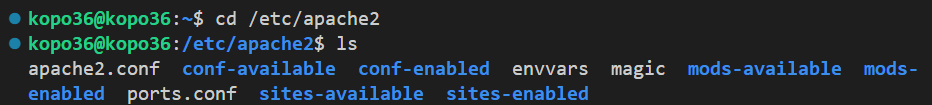 kopo36@kopo36:~$ cd /etc/apache2
kopo36@kopo36:/etc/apache2$ ls
apache2.conf  conf-available  conf-enabled  envvars  magic  mods-available  mods-
enabled  ports.conf  sites-available  sites-enabled